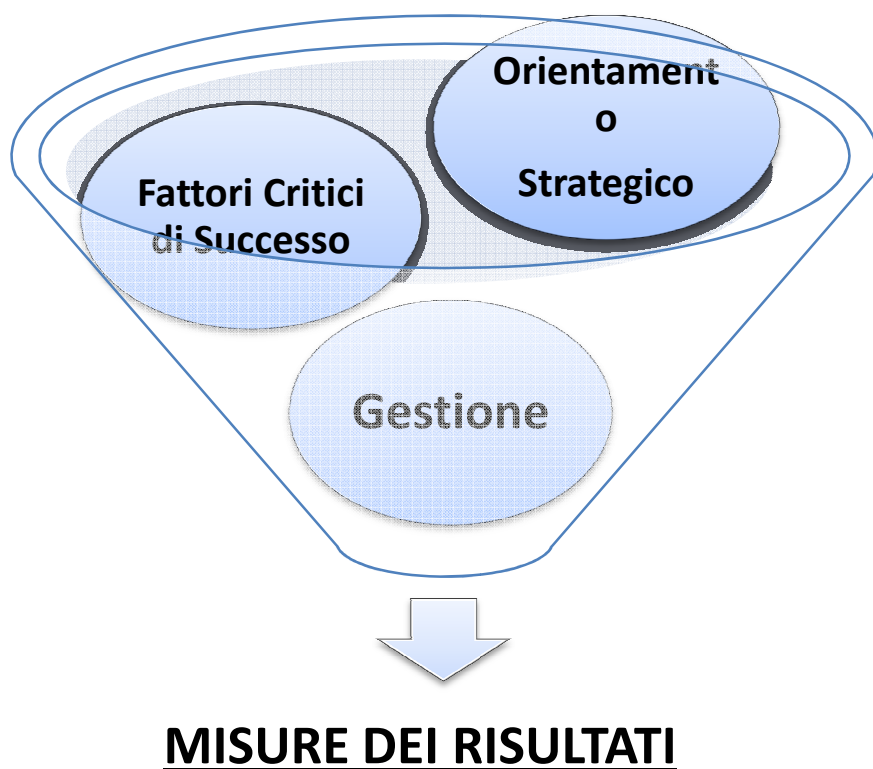 Orientament
o
Strategico
Fattori Critici
di Successo
Gestione
MISURE DEI RISULTATI